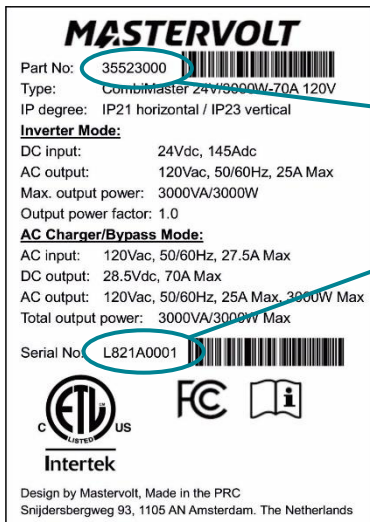 MASTERVOLT
Part No: 35523000
Type: CombiMaster 24V/3000W-70A 120V
IP degree: IP21 horizontal / IP23 vertical
Inverter Mode:
DC input: 24Vdc, 145Adc
AC output: 120Vac, 50/60Hz, 25A Max
Max. output power: 3000VA/3000W
Output power factor: 1.0
AC Charger/Bypass Mode:
AC input: 120Vac, 50/60Hz, 27.5A Max
DC output: 28.5Vdc, 70A Max
AC output: 120Vac, 50/60Hz, 25A Max, 3000W Max
Total output power: 3000VA/3000W Max
Serial No: L821A0001
ETL
CM
LISTED
C US
Intertek
FC
i
Design by Mastervolt, Made in the PRC
Snijdersbergweg 93, 1105 AN Amsterdam. The Netherlands